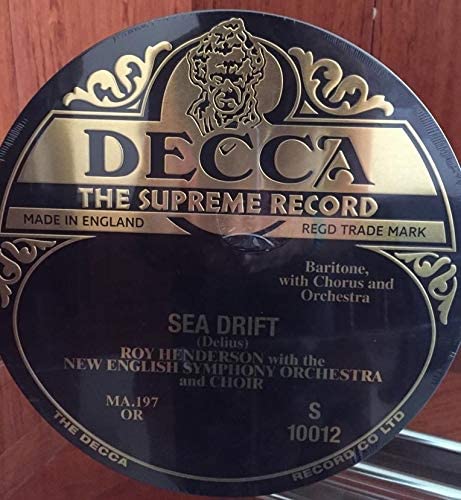 DECCA
THE SUPREME RECORD
MADE IN ENGLAND
REGD TRADE MARK
Baritone,
with Chorus and
Orchestra
SEA DRIFT
(Delius)
ROY HENDERSON with the
NEW ENGLISH SYMPHONY ORCHESTRA
and CHOIR
MA.197
OR
S
10012
THE DECCA RECORD CO LTD